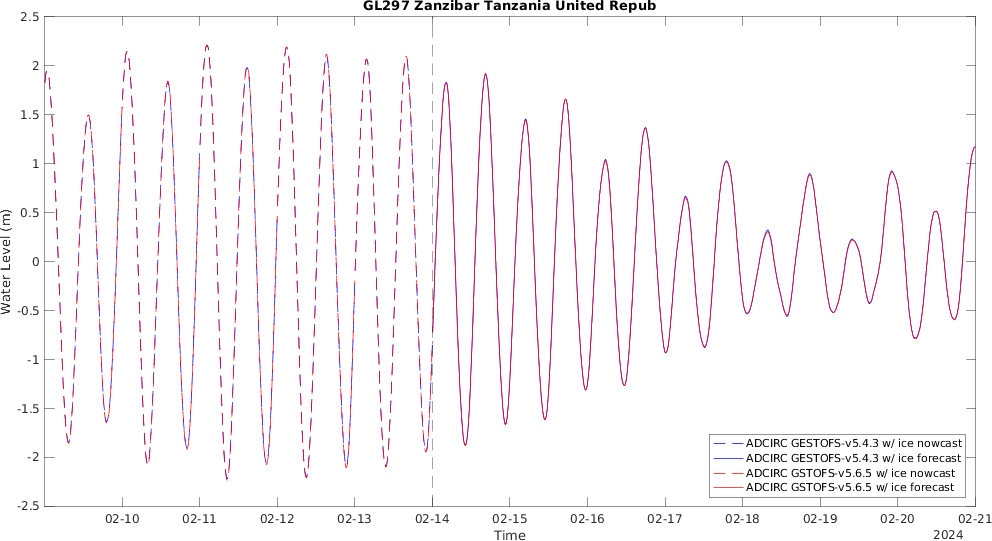 GL297 Zanzibar Tanzania United Repub
2.5
2
1.5
1
0.5
0
-0.5
-1
-1.5
-2
-2.5
Water Level (m)
ADCIRC GESTOFS-v5.4.3 w/ ice nowcast
ADCIRC GESTOFS-v5.4.3 w/ ice forecast
ADCIRC GSTOFS-v5.6.5 w/ ice nowcast
ADCIRC GSTOFS-v5.6.5 w/ ice forecast
02-10 02-11 02-12 02-13 02-14 02-15 02-16 02-17 02-18 02-19 02-20 02-21
Time
2024